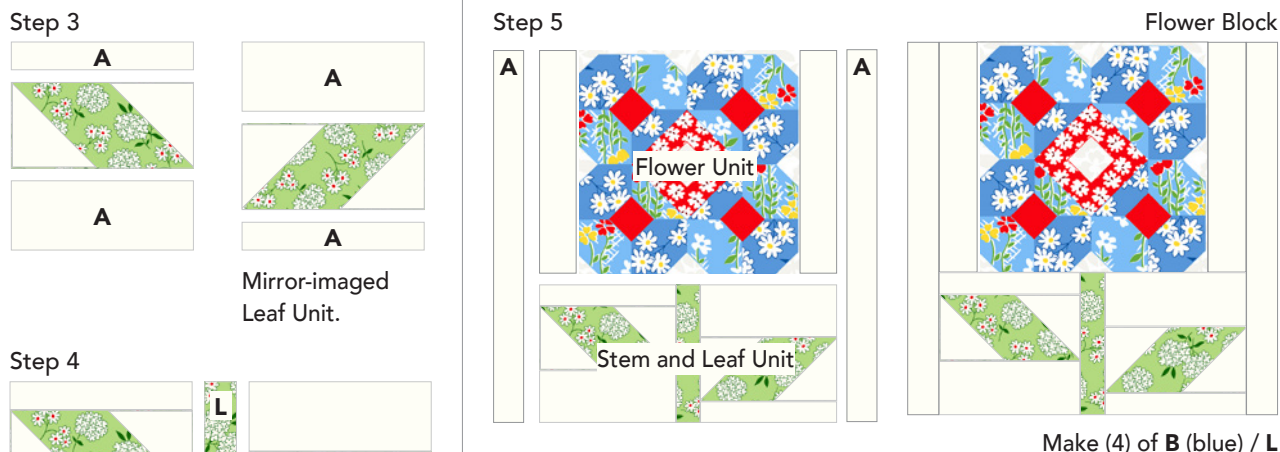 Step 3
A
A
A
A
Mirror-imaged
Leaf Unit.
Step 4
L
Step 5
Flower Block
A
A
Flower Unit
Stem and Leaf Unit
Make (4) of B (blue) / L